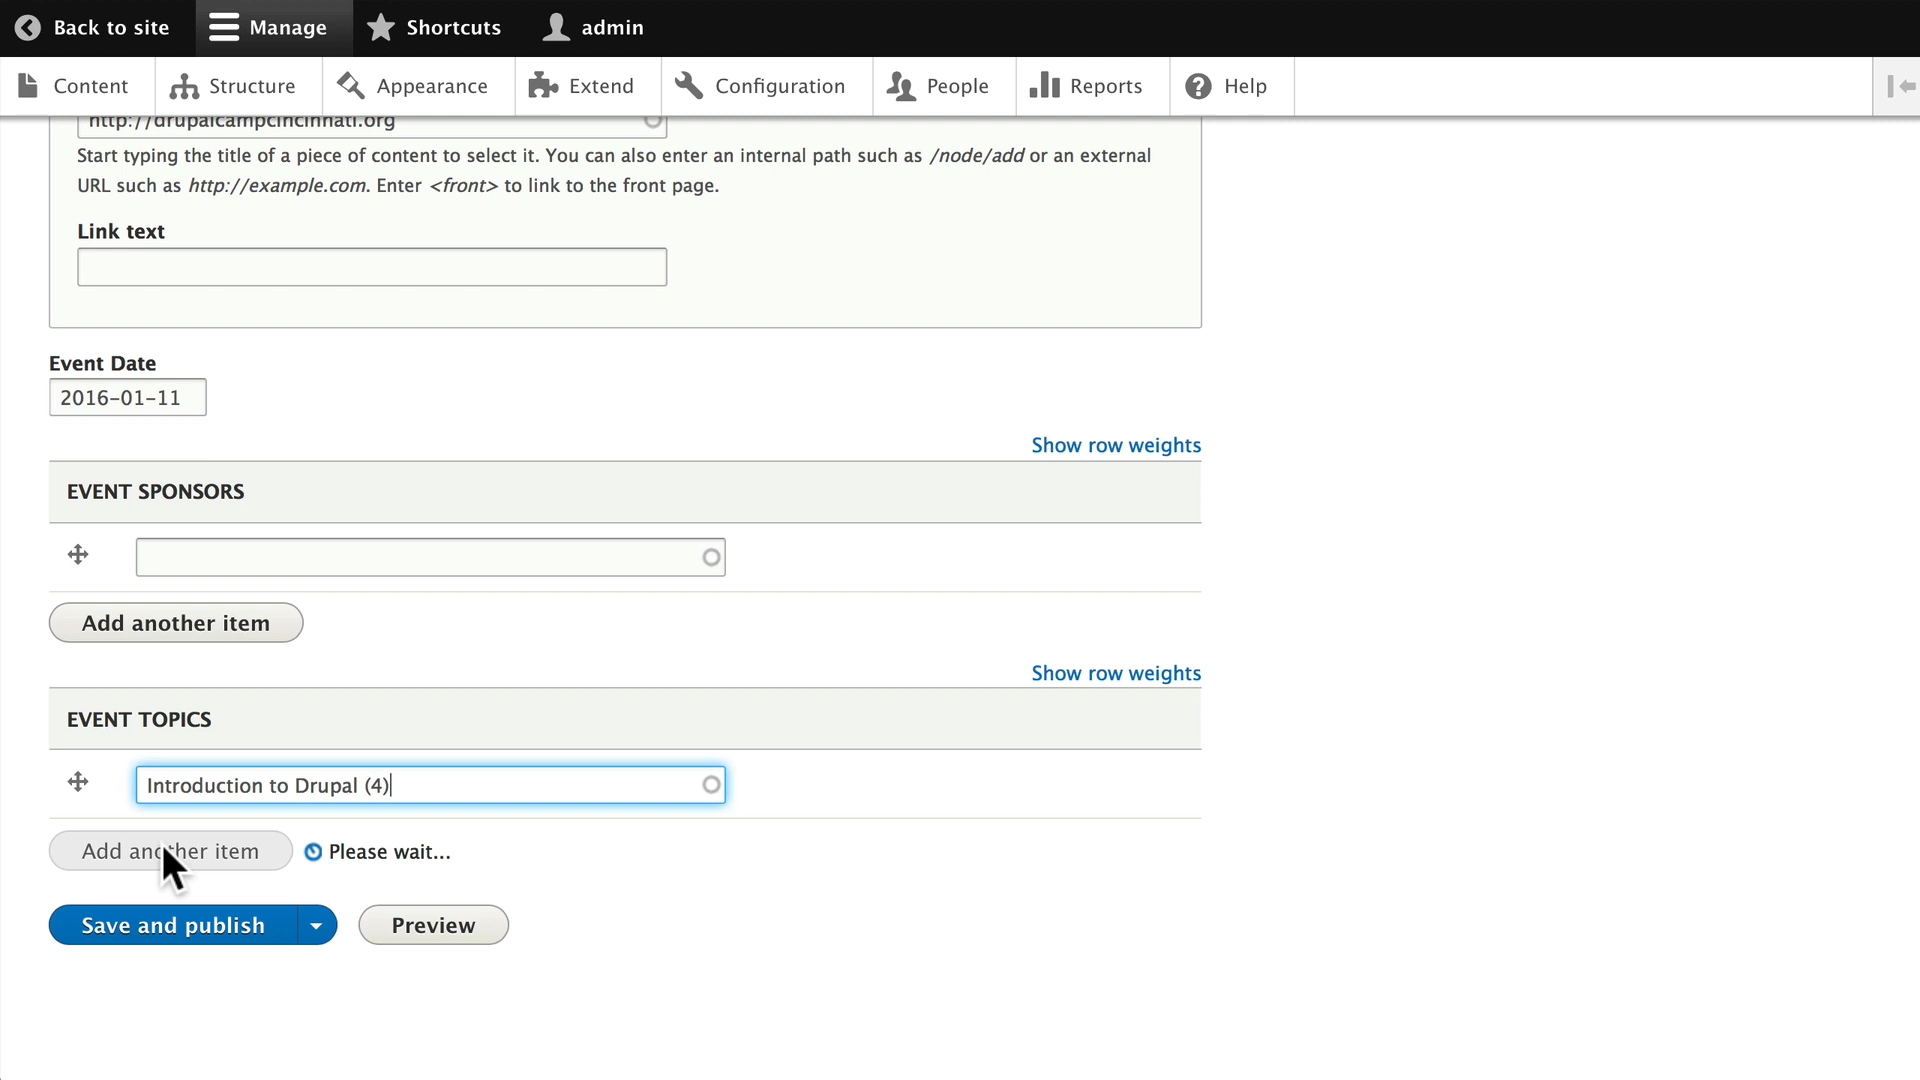 Back to site Manage Shortcuts admin
Content Structure Appearance Extend Configuration People Reports Help
http://drupalcampcincinnati.org
Start typing the title of a piece of content to select it. You can also enter an internal path such as /node/add or an external
URL such as http://example.com. Enter <front> to link to the front page.
Link text
Event Date
2016-01-11
Show row weights
EVENT SPONSORS
Add another item
Show row weights
EVENT TOPICS
Introduction to Drupal (4)
Add another item Please wait...
Save and publish Preview